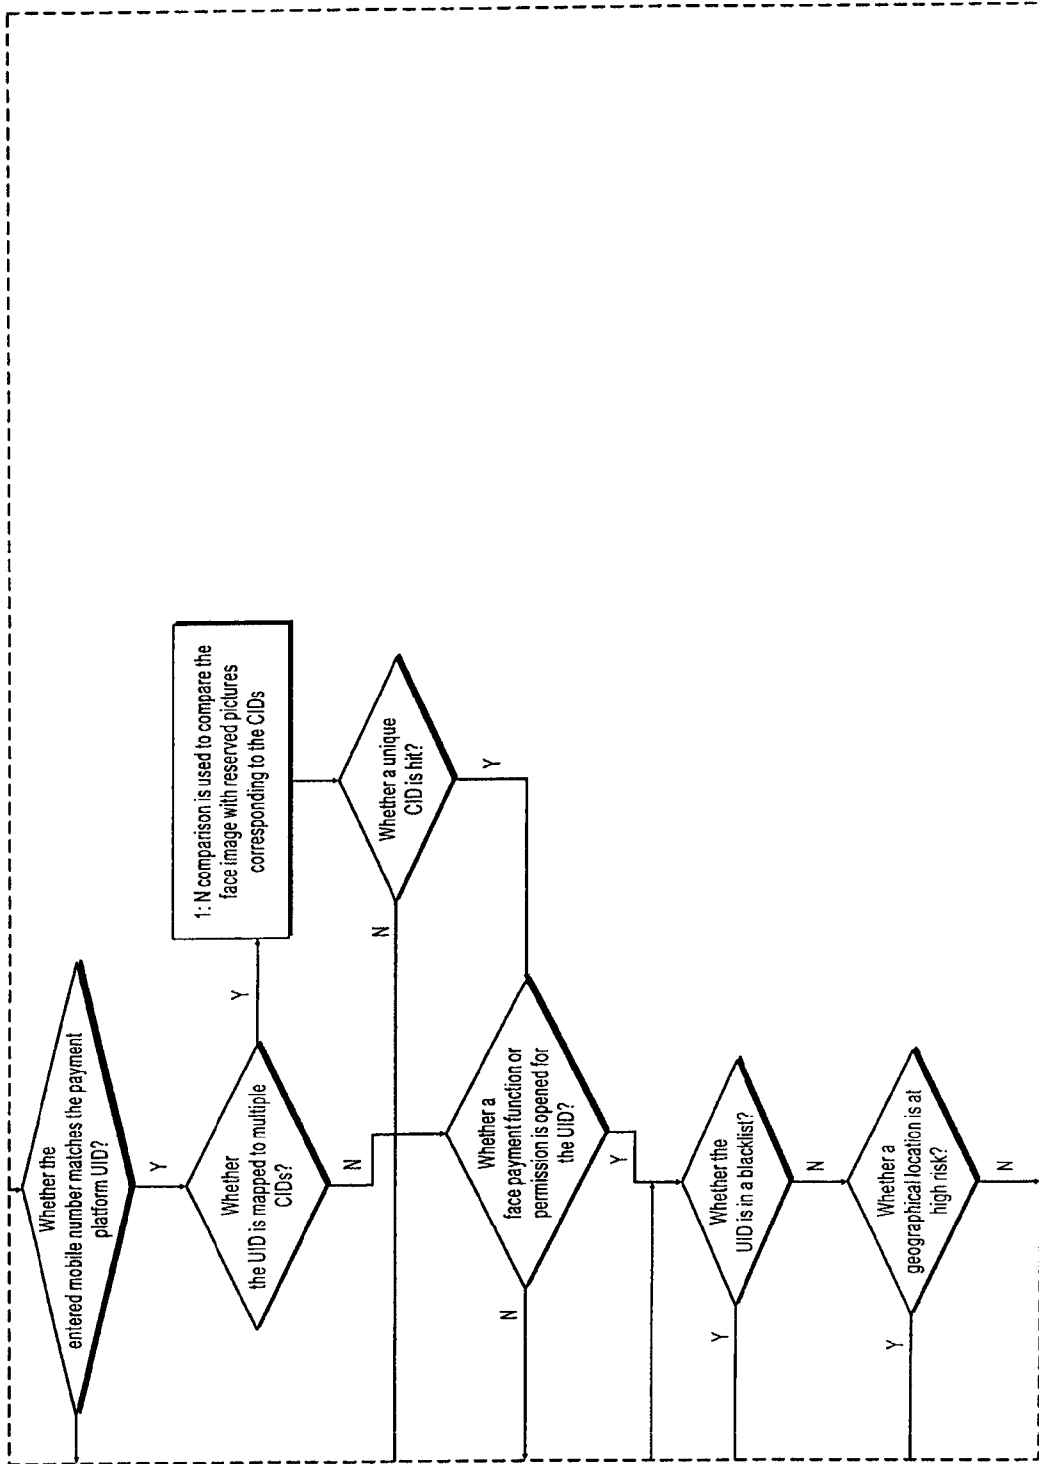 Whether the
entered mobile number matches the payment
platform UID?
Y
Whether
the UID is mapped to multiple
CIDs?
Y
1: N comparison is used to compare the
face image with reserved pictures
corresponding to the CIDs
N
Whether a unique
CID is hit?
N
Y
Whether a
face payment function or
permission is opened for
the UID?
N
Y
Whether the
UID is in a blacklist?
Y
N
Whether a
geographical location is at
high risk?
Y
N